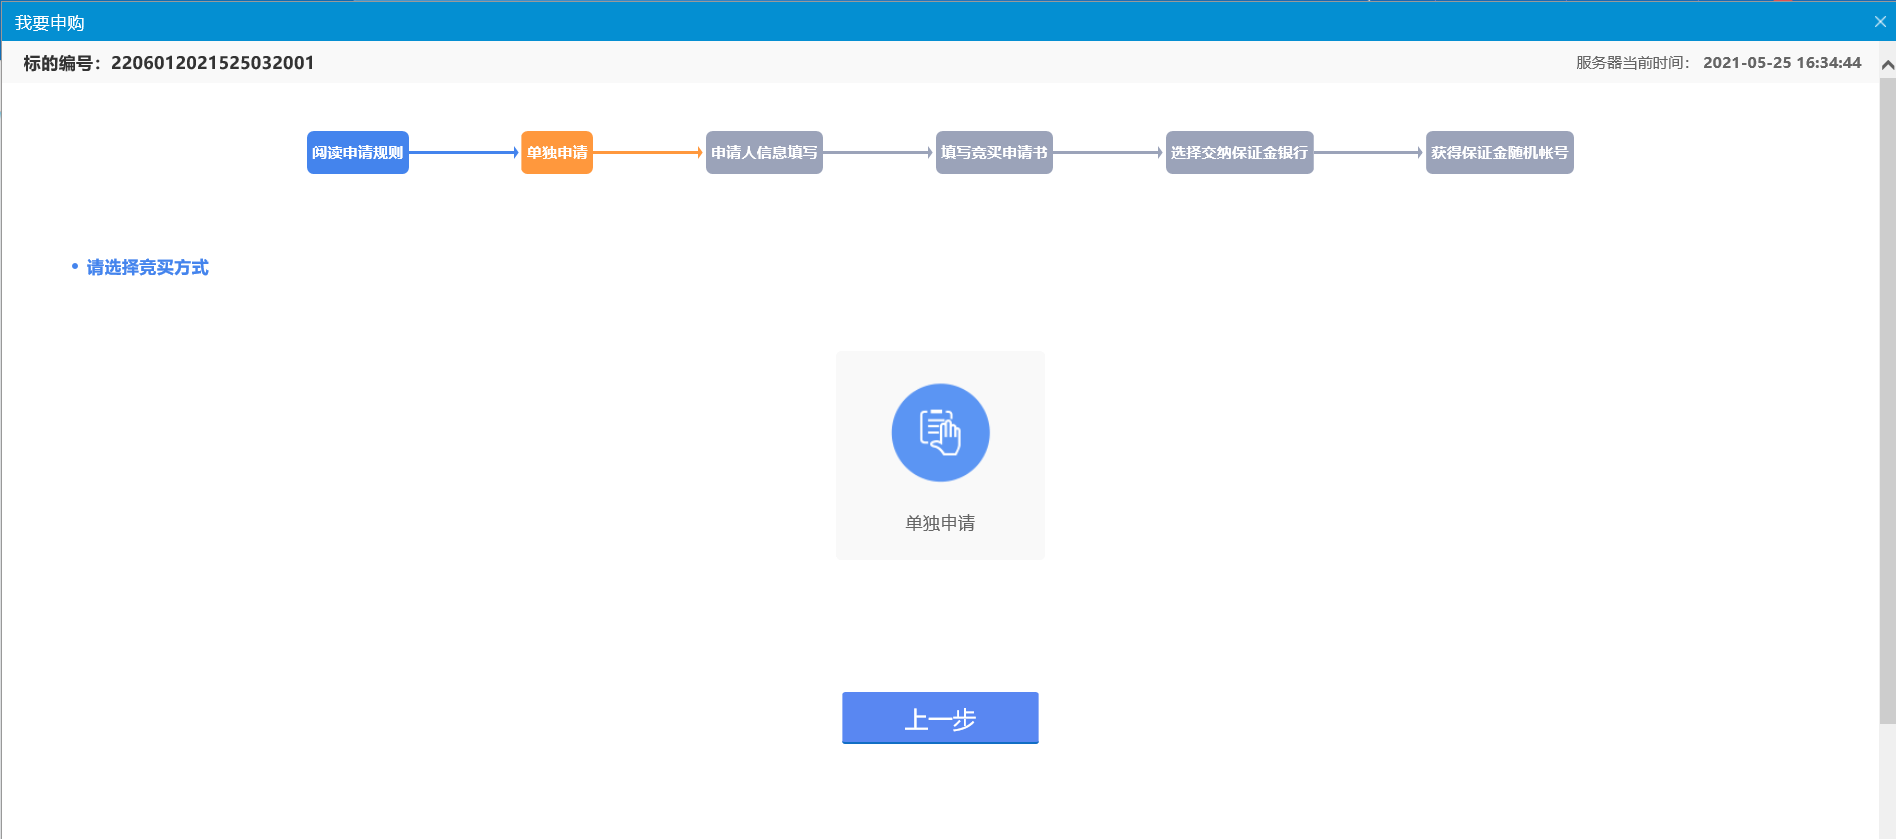 我要申购
标的编号：2206012021525032001
服务器当前时间： 2021-05-25 16:34:44
阅读申请规则
单独申请
申请人信息填写
填写竞买申请书
选择交纳保证金银行
获得保证金随机帐号
请选择竞买方式
单独申请
上一步